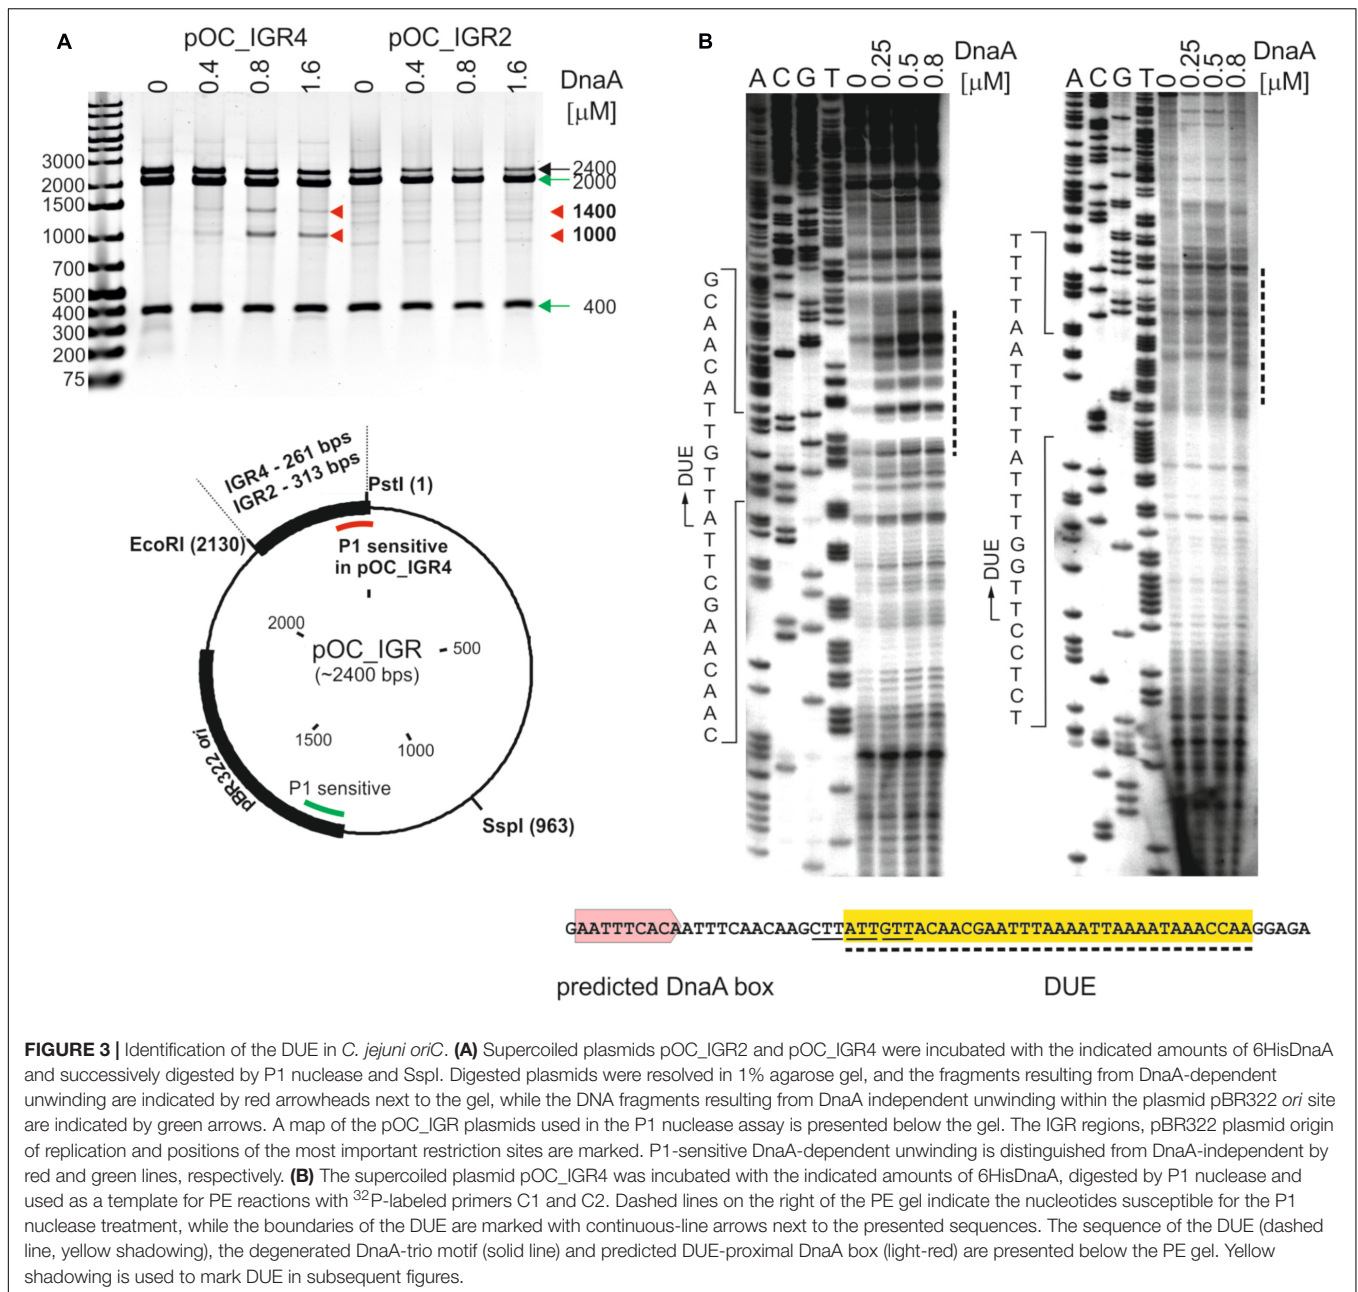 A
pOC_IGR4 pOC_IGR2
0 0.4 0.8 1.6 0 0.4 0.8 1.6 DnaA
[µM]
3000
2000
1500
1000
700
500
400
300
200
75
2400
2000
1400
1000
400
IGR4 - 261 bps
IGR2 - 313 bps
PstI (1)
EcoRI (2130)
P1 sensitive
in pOC_IGR4
2000
pOC_IGR
(~2400 bps)
500
1500
1000
pBR322 ori
P1 sensitive
SspI (963)
B
A C G T 0 0.25 0.5 0.8 DnaA
[µM]
G
C
A
A
C
A
T
T
G
T
T
A
T
T
C
G
A
A
C
A
A
C
DUE
A C G T 0 0.25 0.5 0.8 DnaA
[µM]
T
T
T
T
A
A
T
T
T
T
A
T
T
T
G
G
T
T
C
C
T
C
T
DUE
GAATTTCACAATTTCAACAAGCTTATTGTTACAACGAATTTAAAATTAAAATAAACCAAGGAGA
predicted DnaA box DUE
FIGURE 3 | Identification of the DUE in C. jejuni oriC. (A) Supercoiled plasmids pOC_IGR2 and pOC_IGR4 were incubated with the indicated amounts of 6HisDnaA
and successively digested by P1 nuclease and SspI. Digested plasmids were resolved in 1% agarose gel, and the fragments resulting from DnaA-dependent
unwinding are indicated by red arrowheads next to the gel, while the DNA fragments resulting from DnaA independent unwinding within the plasmid pBR322 ori site
are indicated by green arrows. A map of the pOC_IGR plasmids used in the P1 nuclease assay is presented below the gel. The IGR regions, pBR322 plasmid origin
of replication and positions of the most important restriction sites are marked. P1-sensitive DnaA-dependent unwinding is distinguished from DnaA-independent by
red and green lines, respectively. (B) The supercoiled plasmid pOC_IGR4 was incubated with the indicated amounts of 6HisDnaA, digested by P1 nuclease and
used as a template for PE reactions with ³²P-labeled primers C1 and C2. Dashed lines on the right of the PE gel indicate the nucleotides susceptible for the P1
nuclease treatment, while the boundaries of the DUE are marked with continuous-line arrows next to the presented sequences. The sequence of the DUE (dashed
line, yellow shadowing), the degenerated DnaA-trio motif (solid line) and predicted DUE-proximal DnaA box (light-red) are presented below the PE gel. Yellow
shadowing is used to mark DUE in subsequent figures.